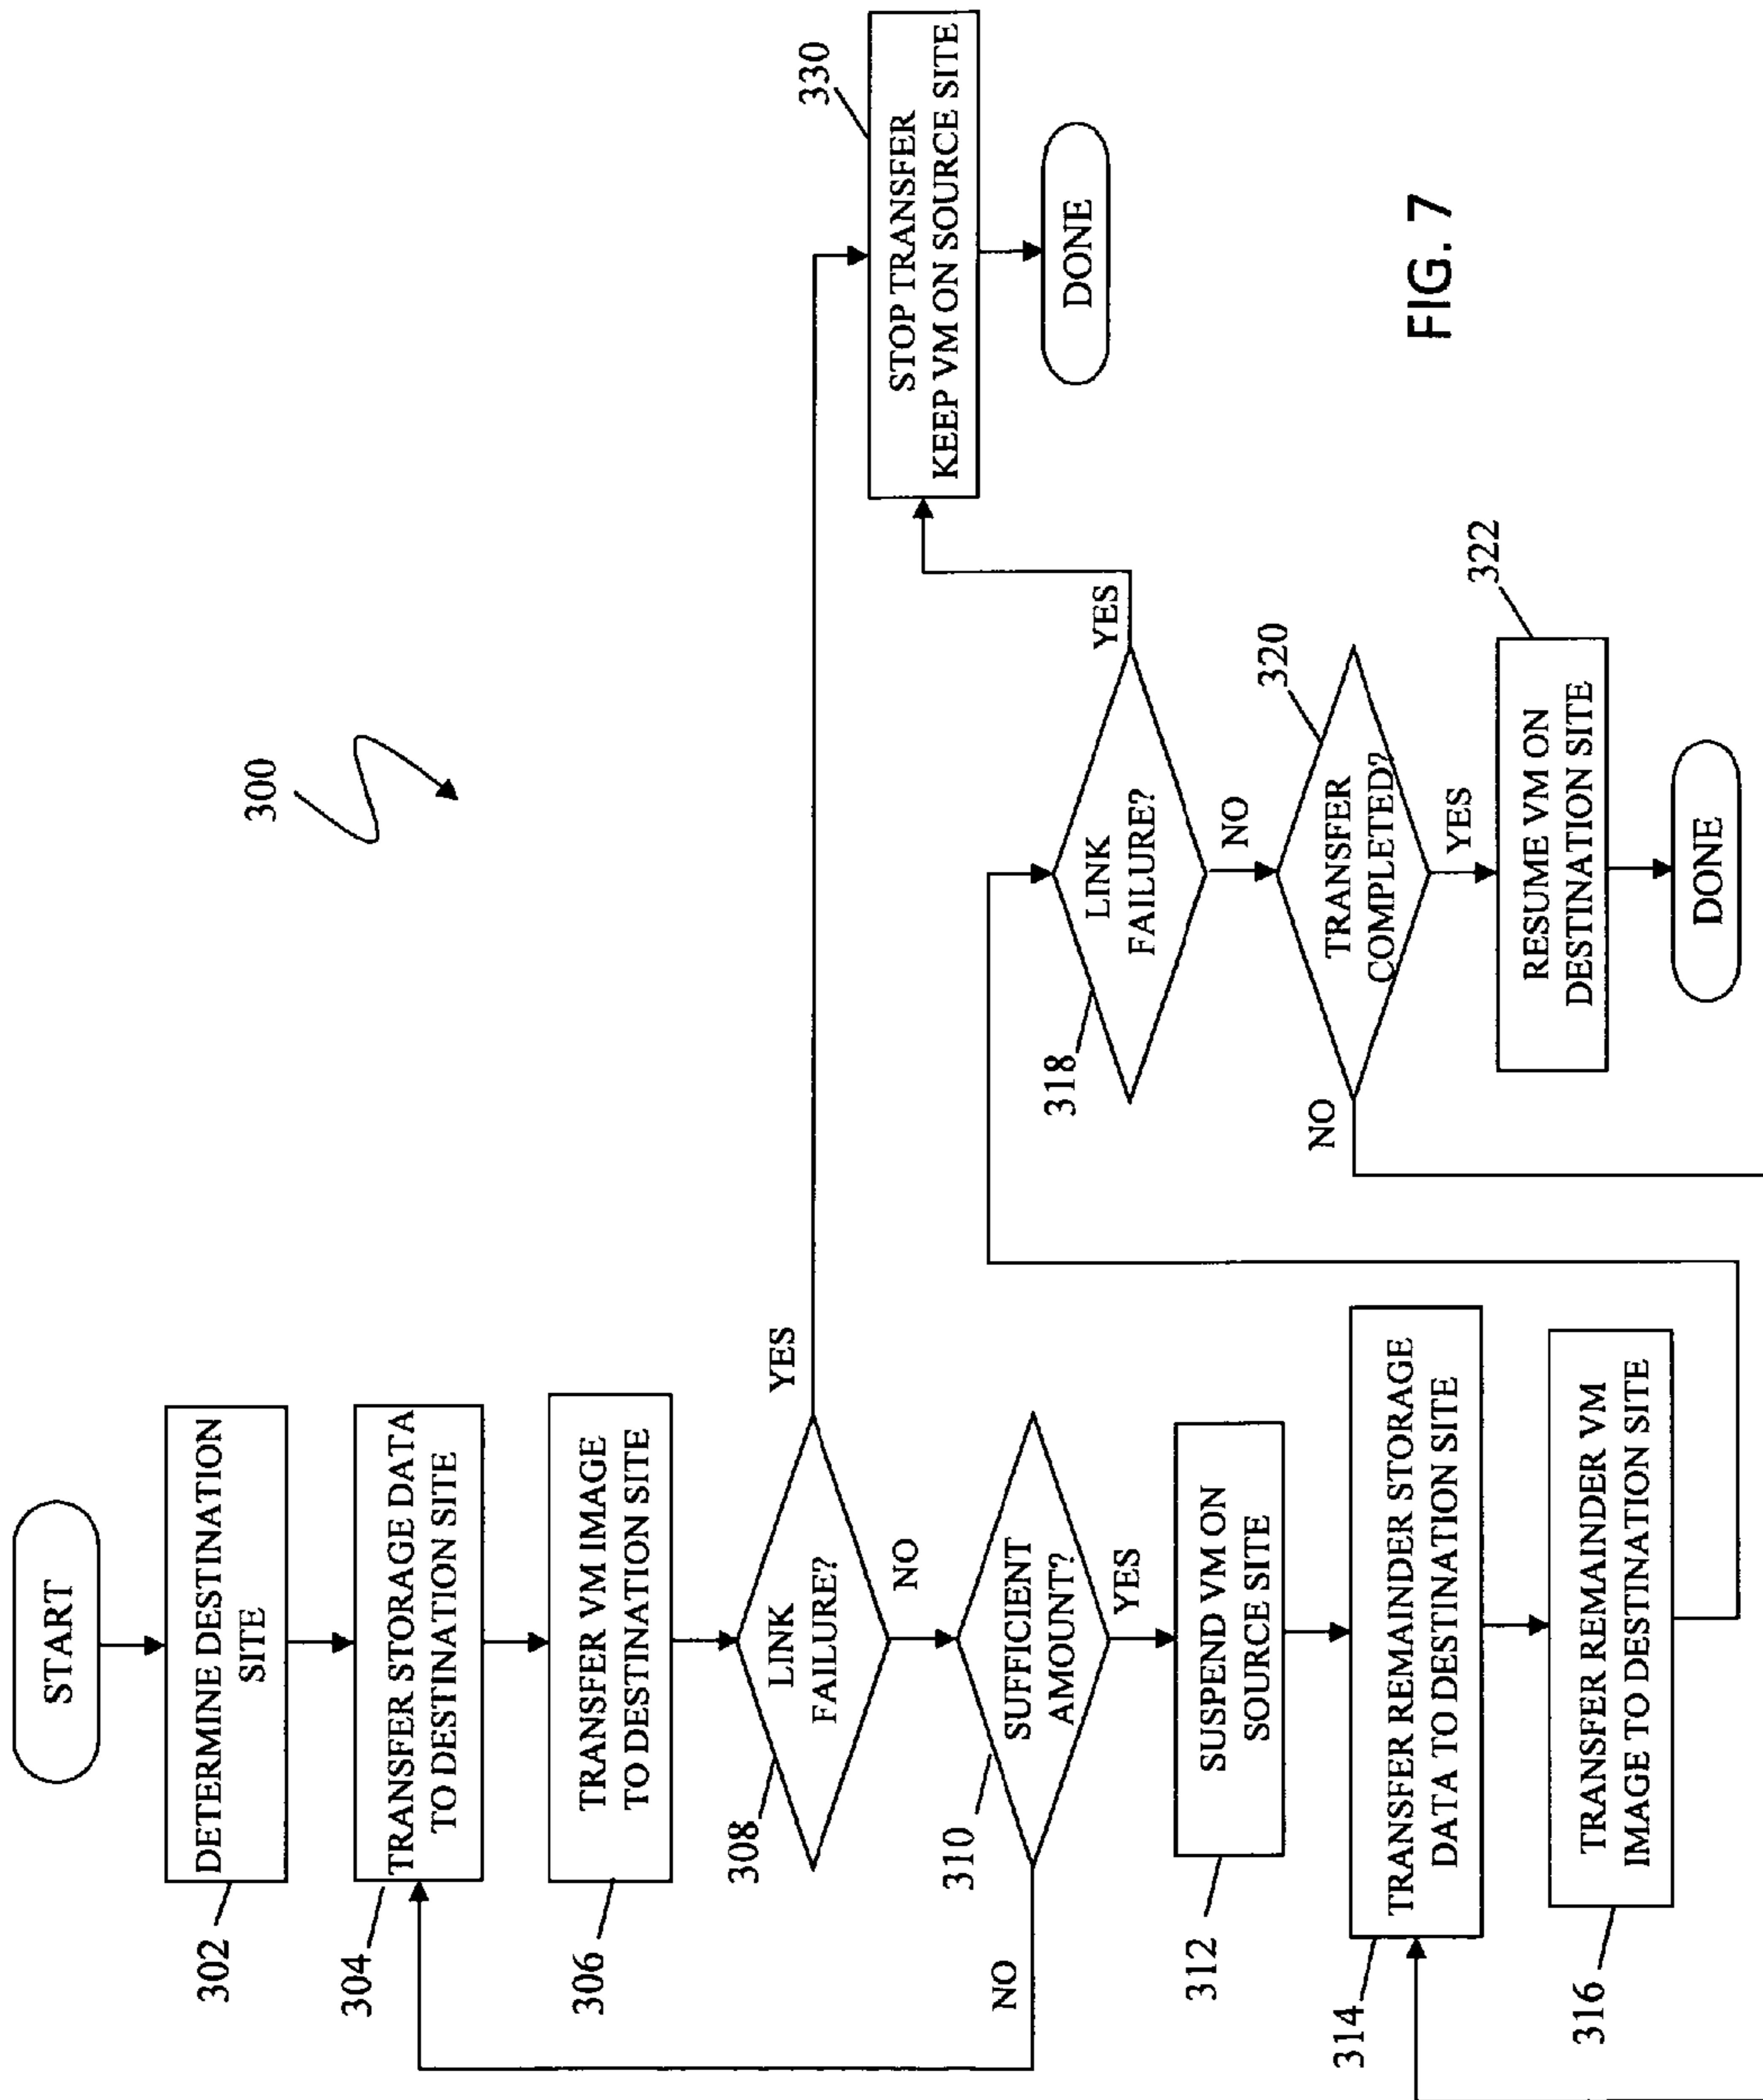 300
START
DETERMINE DESTINATION
SITE
302
TRANSFER STORAGE DATA
TO DESTINATION SITE
304
TRANSFER VM IMAGE
TO DESTINATION SITE
306
LINK
FAILURE?
308
YES
NO
SUFFICIENT
AMOUNT?
310
NO
YES
SUSPEND VM ON
SOURCE SITE
312
TRANSFER REMAINDER STORAGE
DATA TO DESTINATION SITE
314
TRANSFER REMAINDER VM
IMAGE TO DESTINATION SITE
316
LINK
FAILURE?
318
YES
NO
TRANSFER
COMPLETED?
320
NO
YES
RESUME VM ON
DESTINATION SITE
322
DONE
STOP TRANSFER
KEEP VM ON SOURCE SITE
330
DONE
FIG. 7